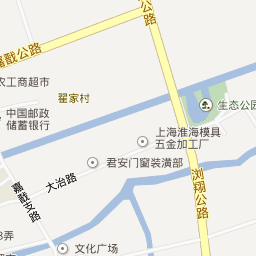 公路
嘉戬公路
农工商超市
翟家村
生态公园
中国邮政
储蓄银行
上海淮海模具
五金加工厂
君安门窗装潢部
大治路
浏翔公路
嘉戬支路
8弄
文化广场